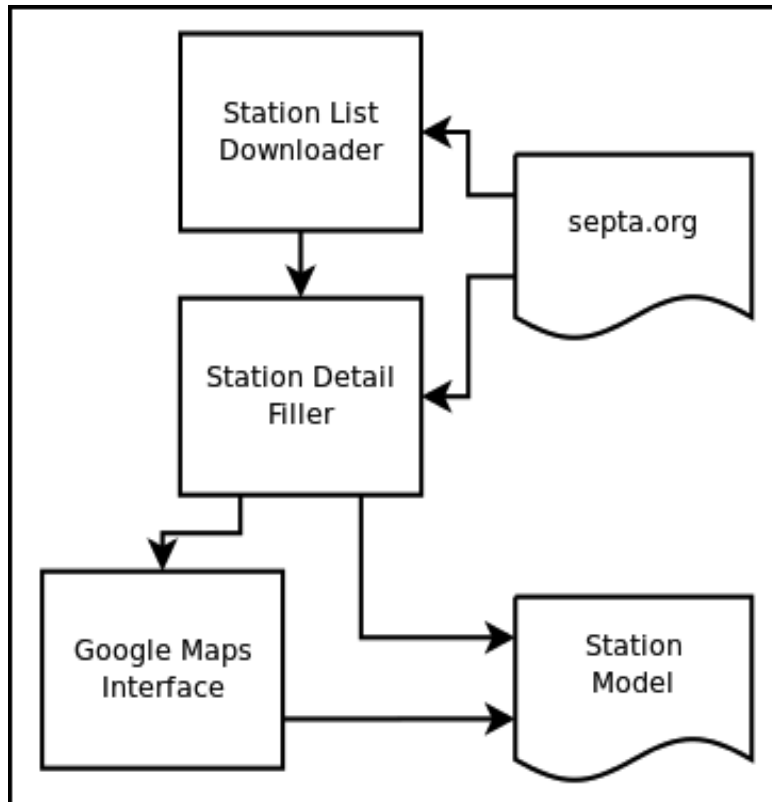 Station List
Downloader
septa.org
Station Detail
Filler
Google Maps
Interface
Station
Model